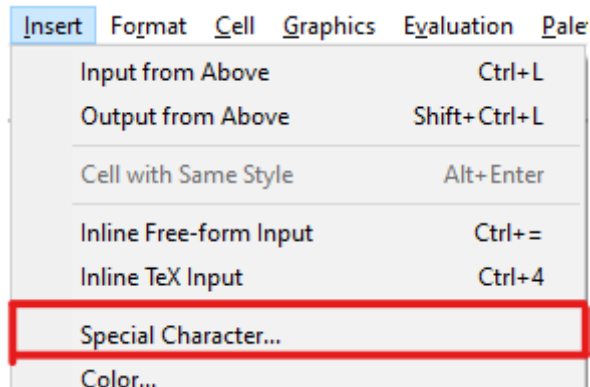 Insert Format Cell Graphics Evaluation Pale
Input from Above Ctrl+L
Output from Above Shift+Ctrl+L
Cell with Same Style Alt+Enter
Inline Free-form Input Ctrl+=
Inline TeX Input Ctrl+4
Special Character...
Color...